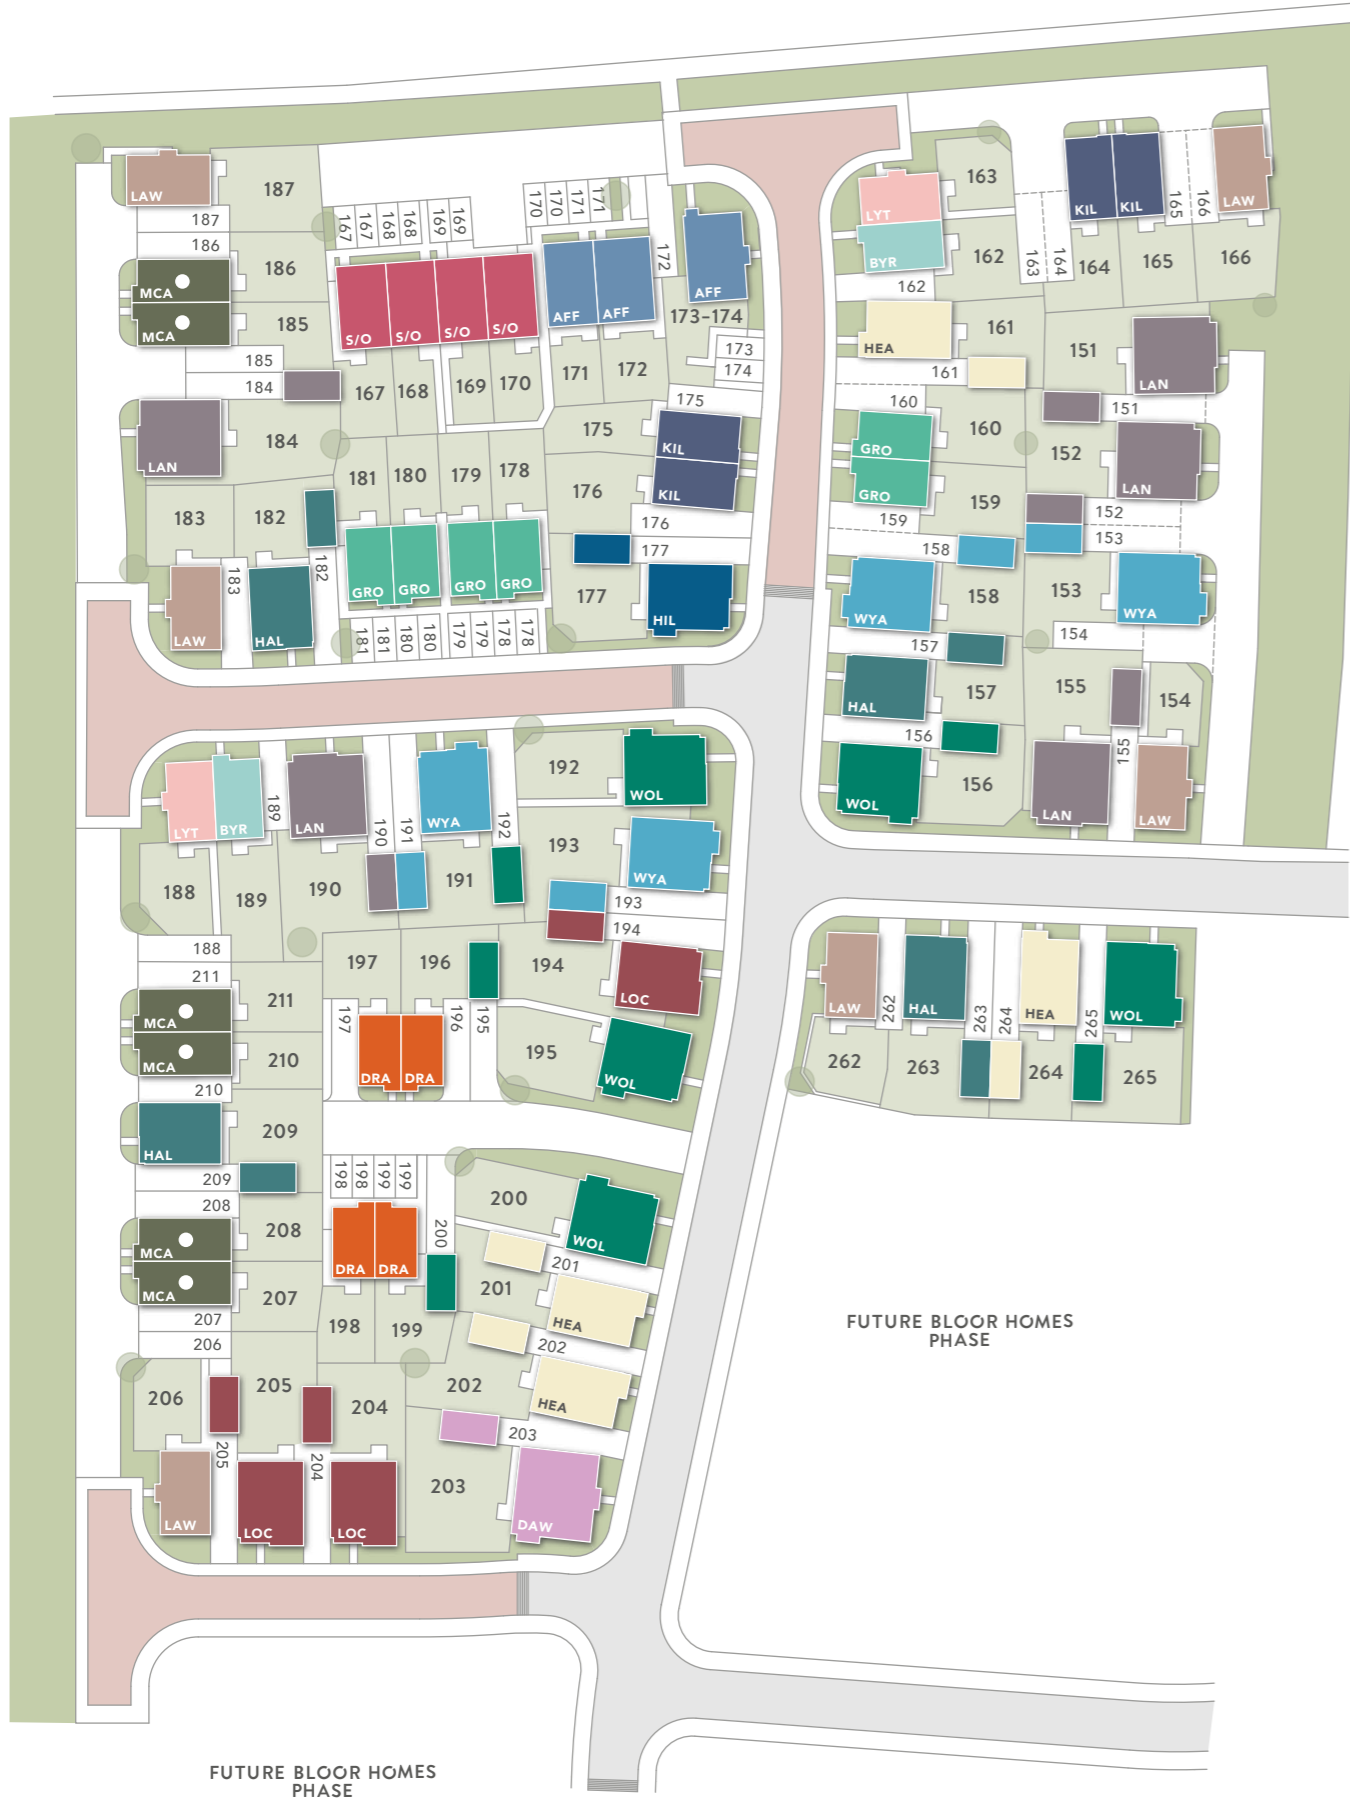 LAW
187
187
186
MCA
186
MCA
185
185
184
LAN
184
183
182
183
182
LAW
HAL
167
167
168
168
169
169
S/O
S/O
S/O
S/O
167
168
169
170
170
170
171
171
172
AFF
AFF
AFF
173-174
173
174
171
172
175
175
KIL
KIL
176
176
177
177
HIL
181
180
179
178
GRO
GRO
GRO
GRO
181
181
180
180
179
179
178
178
163
LYT
BYR
162
162
163
164
KIL
KIL
165
166
LAW
164
165
166
HEA
161
161
160
GRO
160
GRO
159
159
158
WYA
158
157
HAL
157
156
WOL
156
151
LAN
151
152
LAN
152
153
153
WYA
154
155
154
155
LAN
LAW
LYT
BYR
189
LAN
190
191
WYA
192
192
WOL
188
189
190
191
193
WYA
193
194
194
LOC
188
211
MCA
211
MCA
210
210
HAL
209
209
208
MCA
208
MCA
207
207
206
197
196
197
DRA
DRA
196
195
195
WOL
198
198
199
199
200
DRA
DRA
198
199
200
WOL
201
201
HEA
202
202
HEA
203
203
DAW
206
205
204
205
204
LAW
LOC
LOC
LAW
262
HAL
263
264
HEA
265
WOL
262
263
264
265
FUTURE BLOOR HOMES
PHASE
FUTURE BLOOR HOMES
PHASE